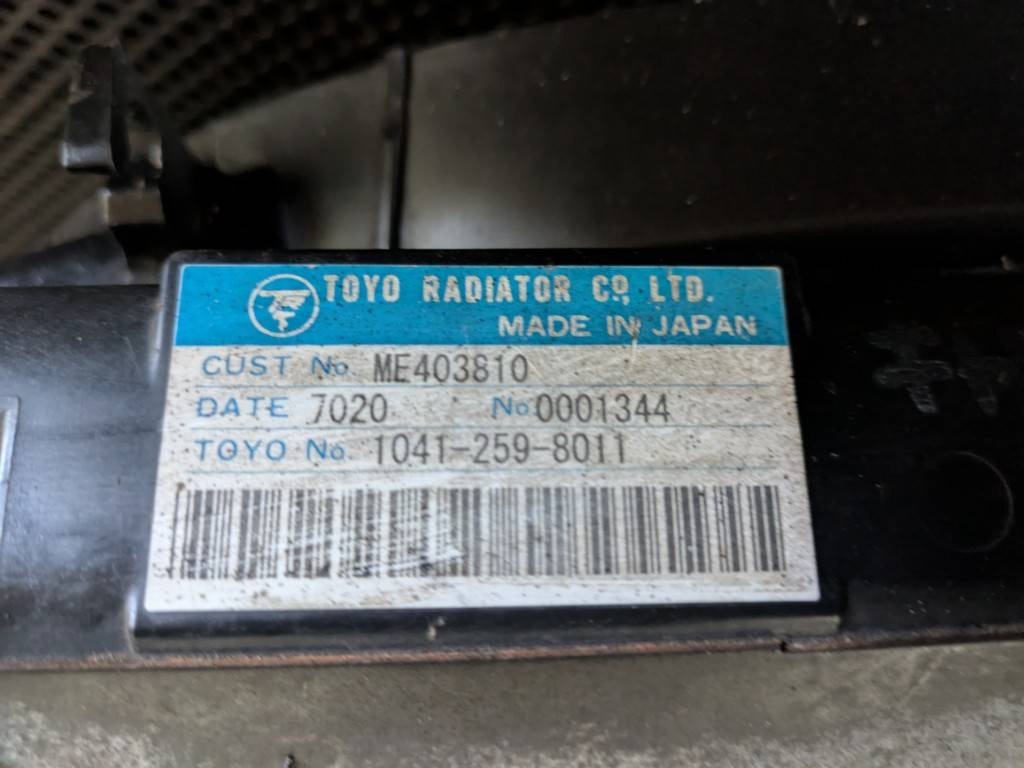 TOYO RADIATOR CO., LTD.
MADE IN JAPAN
CUST No. ME403810
DATE 7020 No 0001344
TOYO No. 1041-259-8011